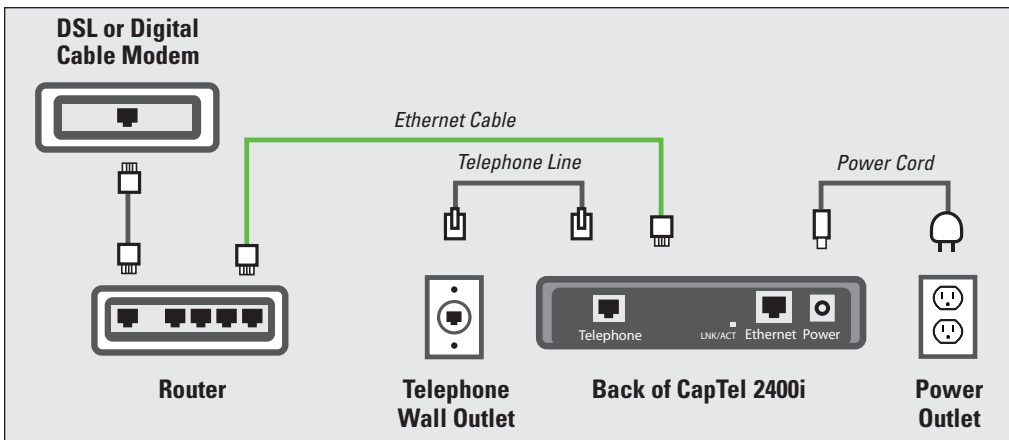 DSL or Digital
Cable Modem
Ethernet Cable
Telephone Line
Power Cord
Telephone
LNK/ACT
Ethernet
Power
Router
Telephone
Wall Outlet
Back of CapTel 2400i
Power
Outlet